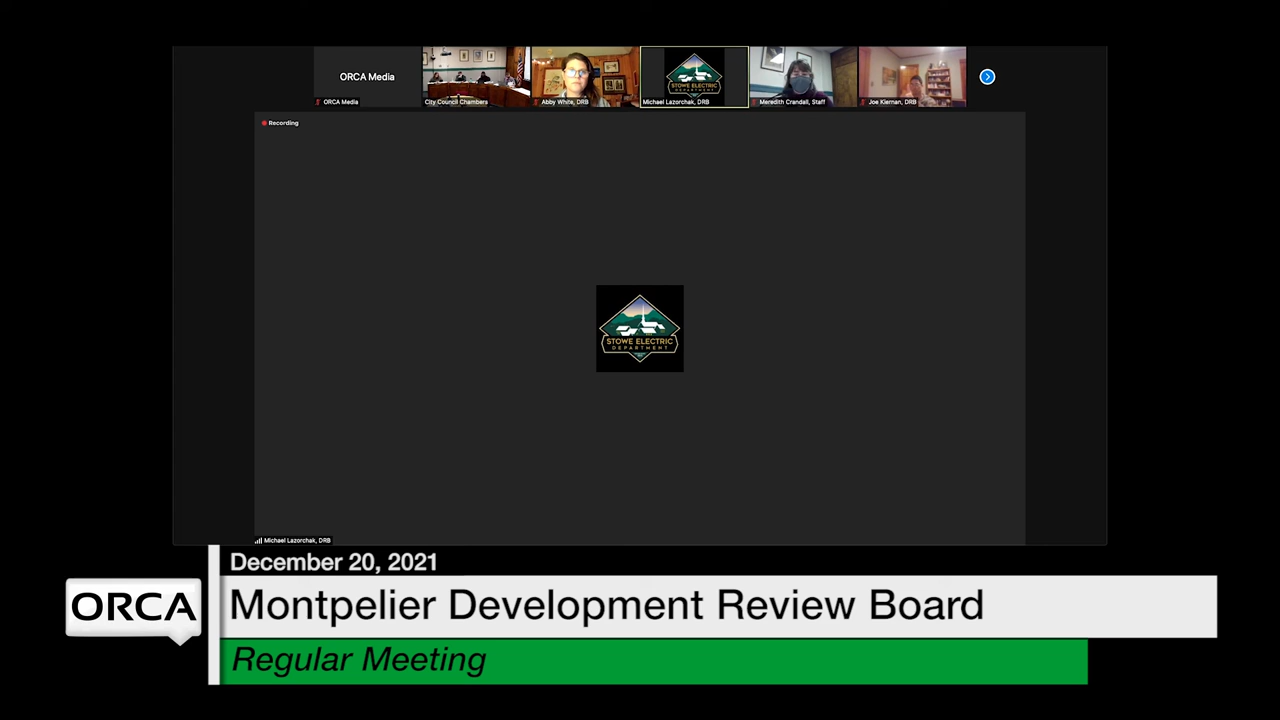 ORCA Media
ORCA Media
City Council Chambers
Abby White, DRB
STOWE ELECTRIC
DEPARTMENT
Michael Lazorchak, DRB
Meredith Crandall, Staff
Joe Kiernan, DRB
Recording
STOWE ELECTRIC
DEPARTMENT
Michael Lazorchak, DRB
December 20, 2021
ORCA
Montpelier Development Review Board
Regular Meeting